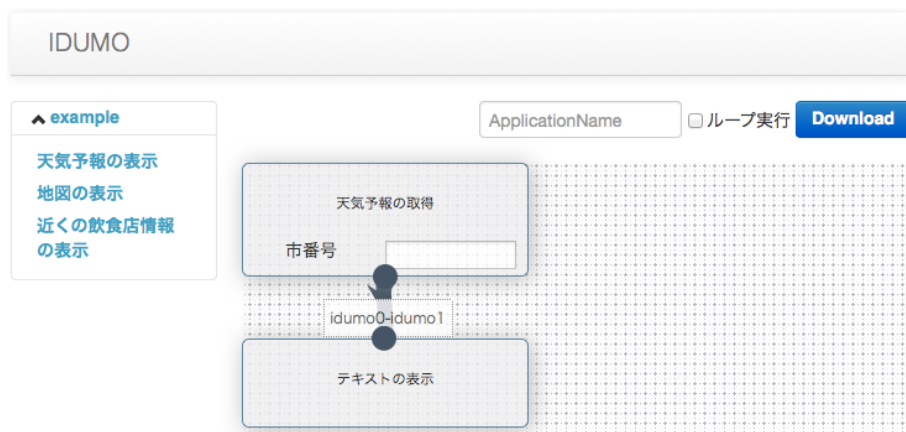 IDUMO
example
ApplicationName
ループ実行
Download
天気予報の表示
地図の表示
近くの飲食店情報
の表示
天気予報の取得
市番号
idumo0-idumo1
テキストの表示